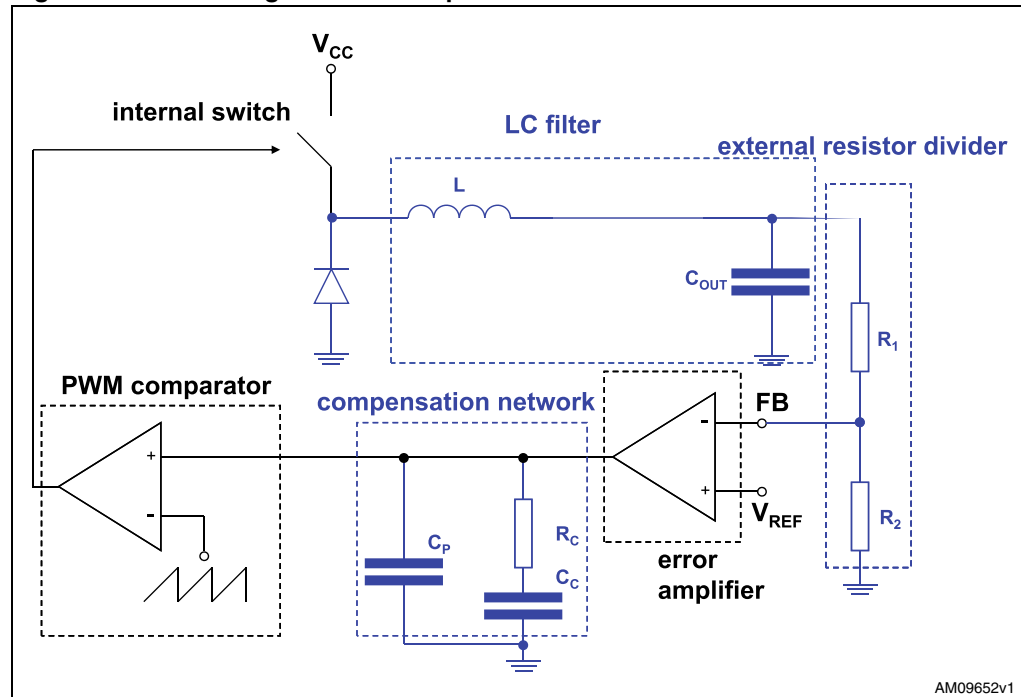 V_CC
internal switch
LC filter
external resistor divider
L
C_OUT
R_1
PWM comparator
compensation network
FB
+
-
-
+
V_REF
R_2
C_P
R_C
C_C
error
amplifier
AM09652v1